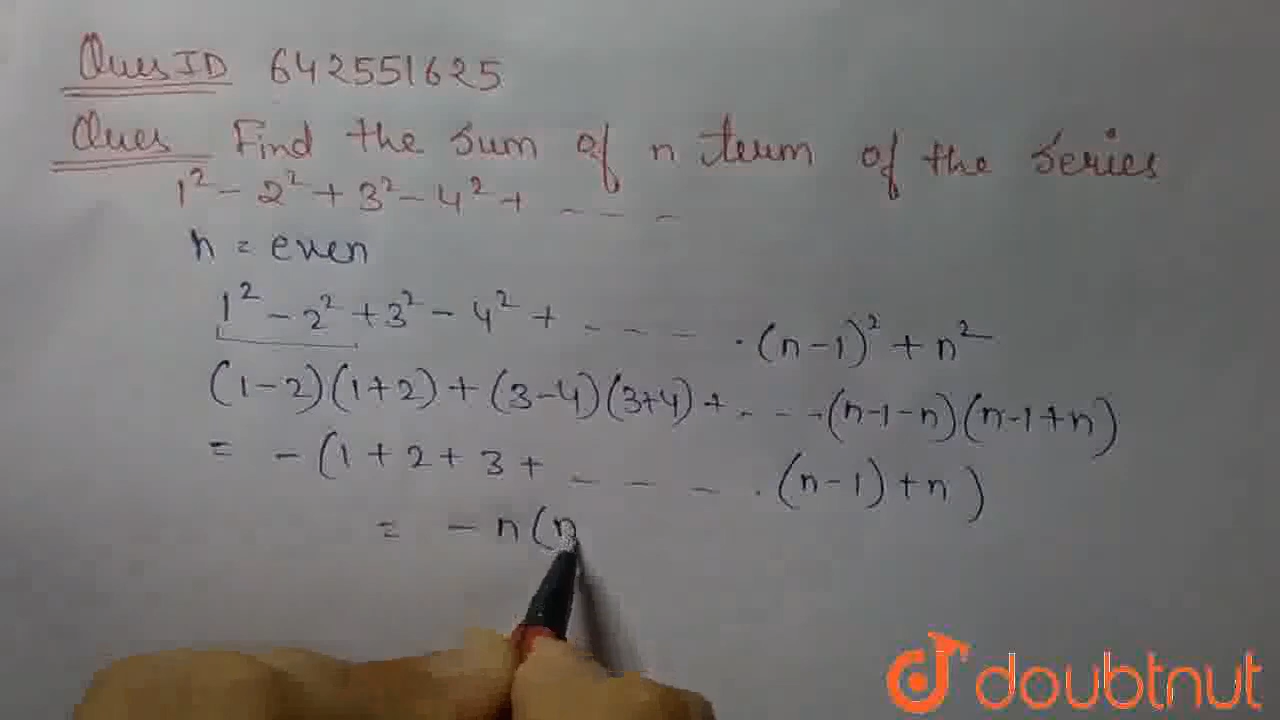 Ques ID 642551625
Ques Find the sum of n term of the series
1² - 2² + 3² - 4² + - - -
n = even
1² - 2² + 3² - 4² + - - - - . (n-1)² + n²
(1-2)(1+2) + (3-4)(3+4) + - - - . (n-1-n)(n-1+n)
= - (1 + 2 + 3 + - - - . (n-1) + n)
= - n (n
doubtnut